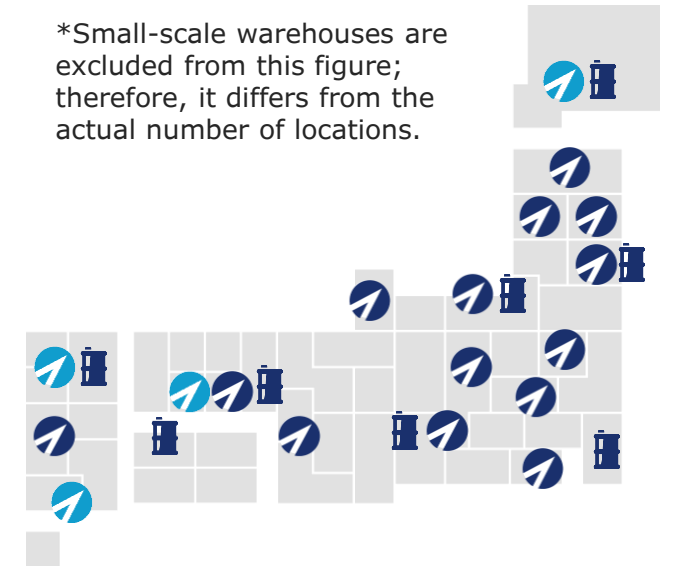 *Small-scale warehouses are
excluded from this figure;
therefore, it differs from the
actual number of locations.